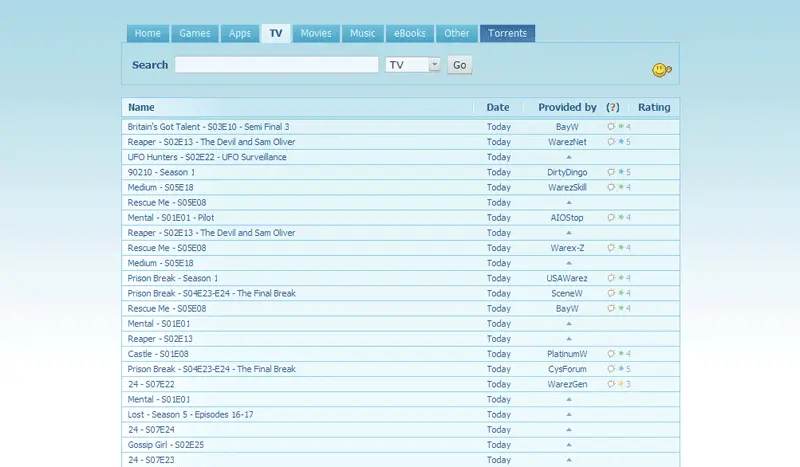 Home Games Apps TV Movies Music eBooks Other Torrents
Search TV Go
Name Date Provided by (?) Rating
Britain's Got Talent - S03E10 - Semi Final 3 Today BayW 4
Reaper - S02E13 - The Devil and Sam Oliver Today WarezNet 5
UFO Hunters - S02E22 - UFO Surveillance Today
90210 - Season 1 Today DirtyDingo 5
Medium - S05E18 Today WarezSkill 4
Rescue Me - S05E08 Today
Mental - S01E01 - Pilot Today AIOStop 4
Reaper - S02E13 - The Devil and Sam Oliver Today
Rescue Me - S05E08 Today Warex-Z 4
Medium - S05E18 Today
Prison Break - Season 1 Today USAWarez 4
Prison Break - S04E23-E24 - The Final Break Today SceneW 4
Rescue Me - S05E08 Today BayW 4
Mental - S01E01 Today
Reaper - S02E13 Today
Castle - S01E08 Today PlatinumW 4
Prison Break - S04E23-E24 - The Final Break Today CysForum 5
24 - S07E22 Today WarezGen 3
Mental - S01E01 Today
Lost - Season 5 - Episodes 16-17 Today
24 - S07E24 Today
Gossip Girl - S02E25 Today
24 - S07E23 Today